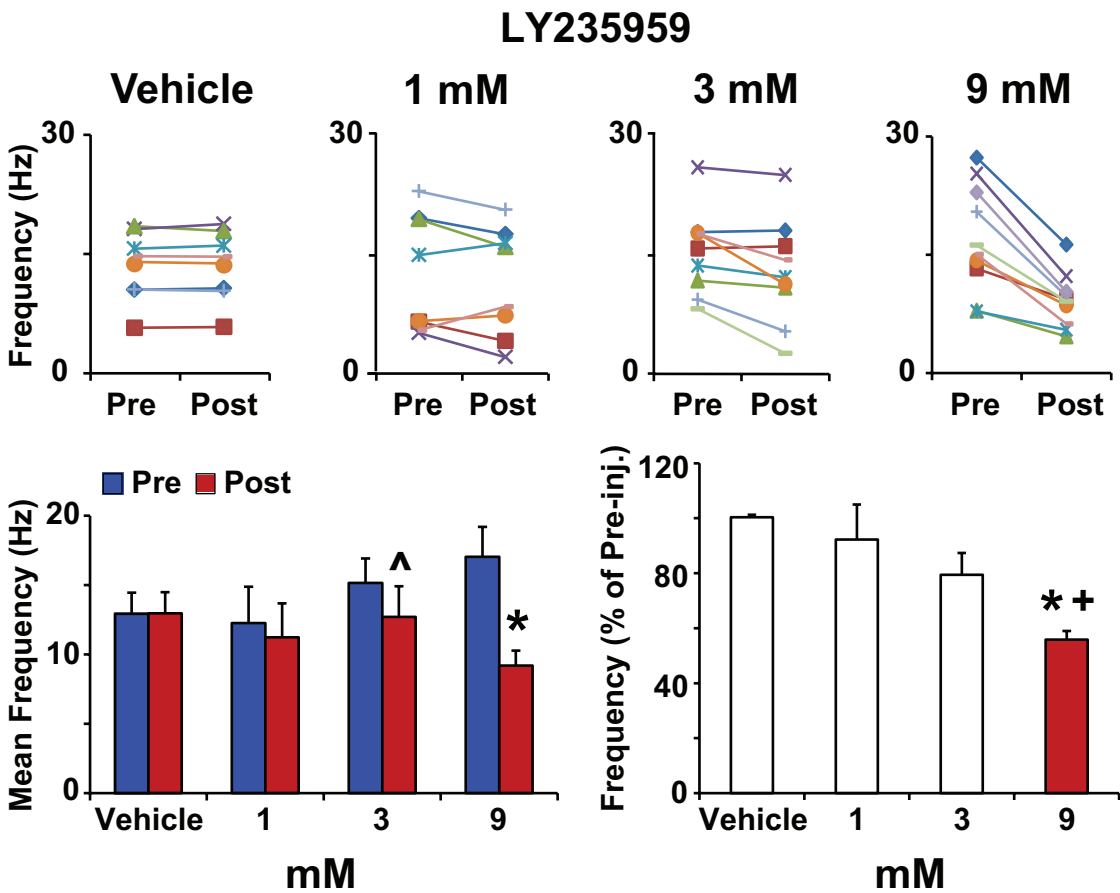 LY235959
Vehicle 1 mM 3 mM 9 mM
Frequency (Hz)
30 30 30 30
0 0 0 0
Pre Post Pre Post Pre Post Pre Post
Pre Post
Mean Frequency (Hz)
20
10
0
^
*
Vehicle 1 3 9
mM
Frequency (% of Pre-inj.)
120
80
40
0
* +
Vehicle 1 3 9
mM